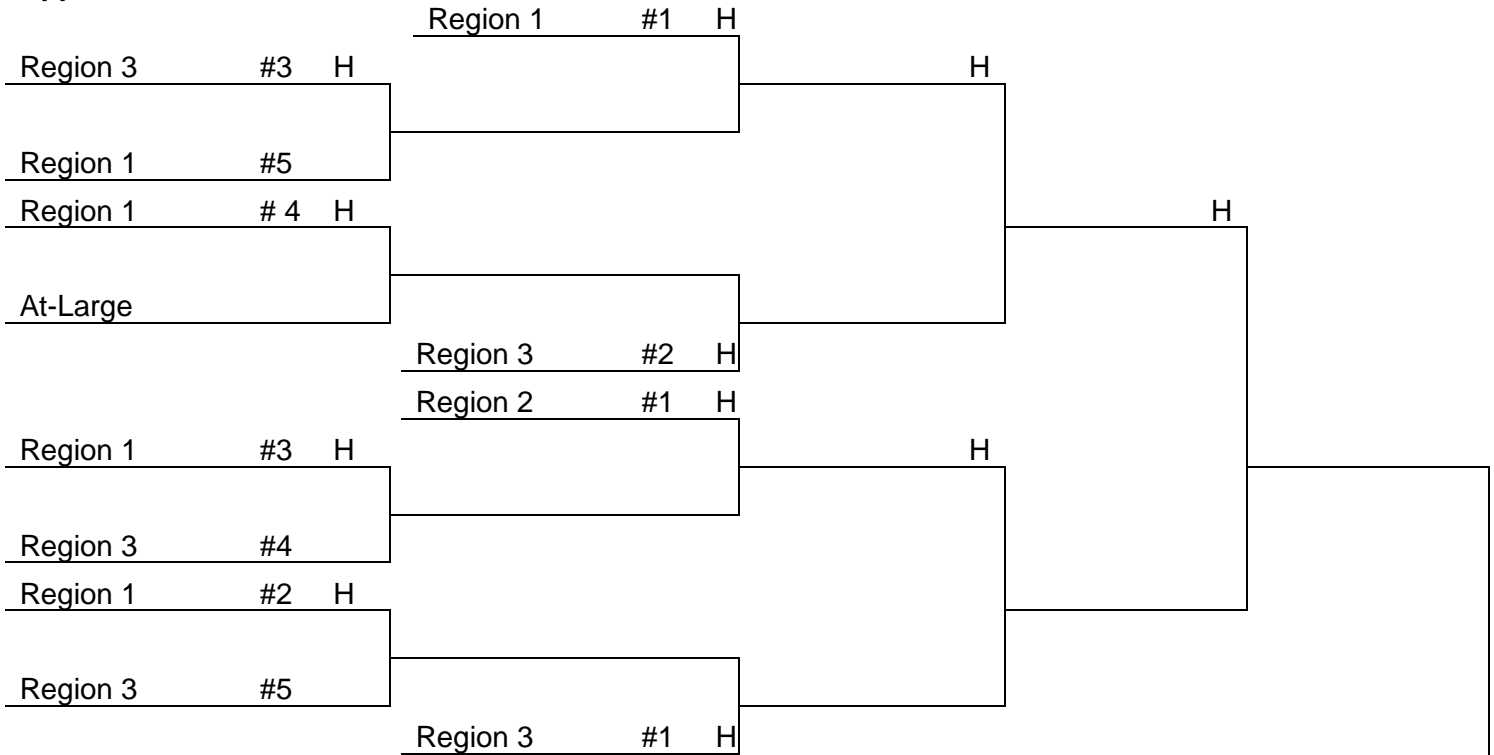 Region 1 #1 H
Region 3 #3 H H
Region 1 #5
Region 1 # 4 H H
At-Large
Region 3 #2 H
Region 2 #1 H
Region 1 #3 H H
Region 3 #4
Region 1 #2 H
Region 3 #5
Region 3 #1 H